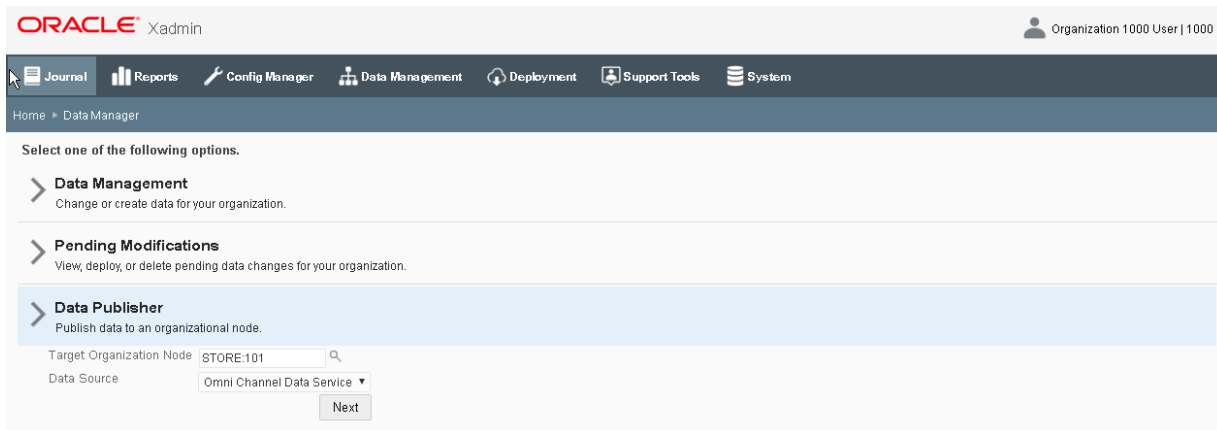 ORACLE® Xadmin Organization 1000 User | 1000
Journal Reports Config Manager Data Management Deployment Support Tools System
Home Data Manager
Select one of the following options.
Data Management
Change or create data for your organization.
Pending Modifications
View, deploy, or delete pending data changes for your organization.
Data Publisher
Publish data to an organizational node.
Target Organization Node STORE:101
Data Source Omni Channel Data Service
Next